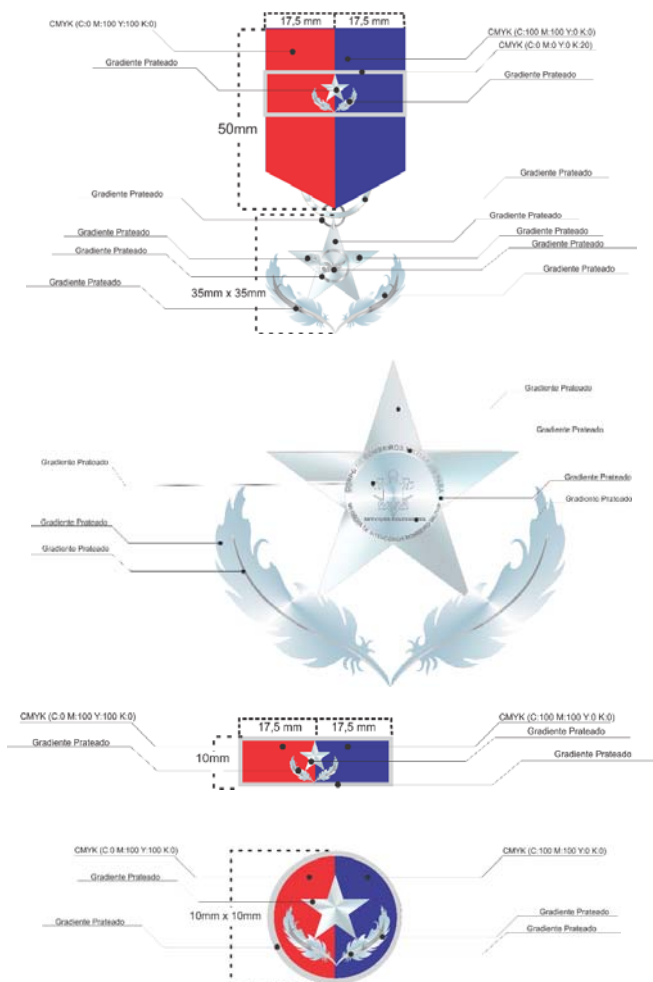 17,5 mm 17,5 mm
CMYK (C:0 M:100 Y:100 K:0)
CMYK (C:100 M:100 Y:0 K:0)
CMYK (C:0 M:0 Y:0 K:20)
Gradiente Prateado
Gradiente Prateado
50mm
Gradiente Prateado
Gradiente Prateado
Gradiente Prateado
Gradiente Prateado
Gradiente Prateado
Gradiente Prateado
Gradiente Prateado
Gradiente Prateado
Gradiente Prateado
35mm x 35mm
Gradiente Prateado
Gradiente Prateado
Gradiente Prateado
Gradiente Prateado
Gradiente Prateado
Gradiente Prateado
Gradiente Prateado
CMYK (C:0 M:100 Y:100 K:0)
17,5 mm 17,5 mm
CMYK (C:100 M:100 Y:0 K:0)
Gradiente Prateado
Gradiente Prateado
10mm
Gradiente Prateado
CMYK (C:0 M:100 Y:100 K:0)
CMYK (C:100 M:100 Y:0 K:0)
Gradiente Prateado
10mm x 10mm
Gradiente Prateado
Gradiente Prateado
Gradiente Prateado